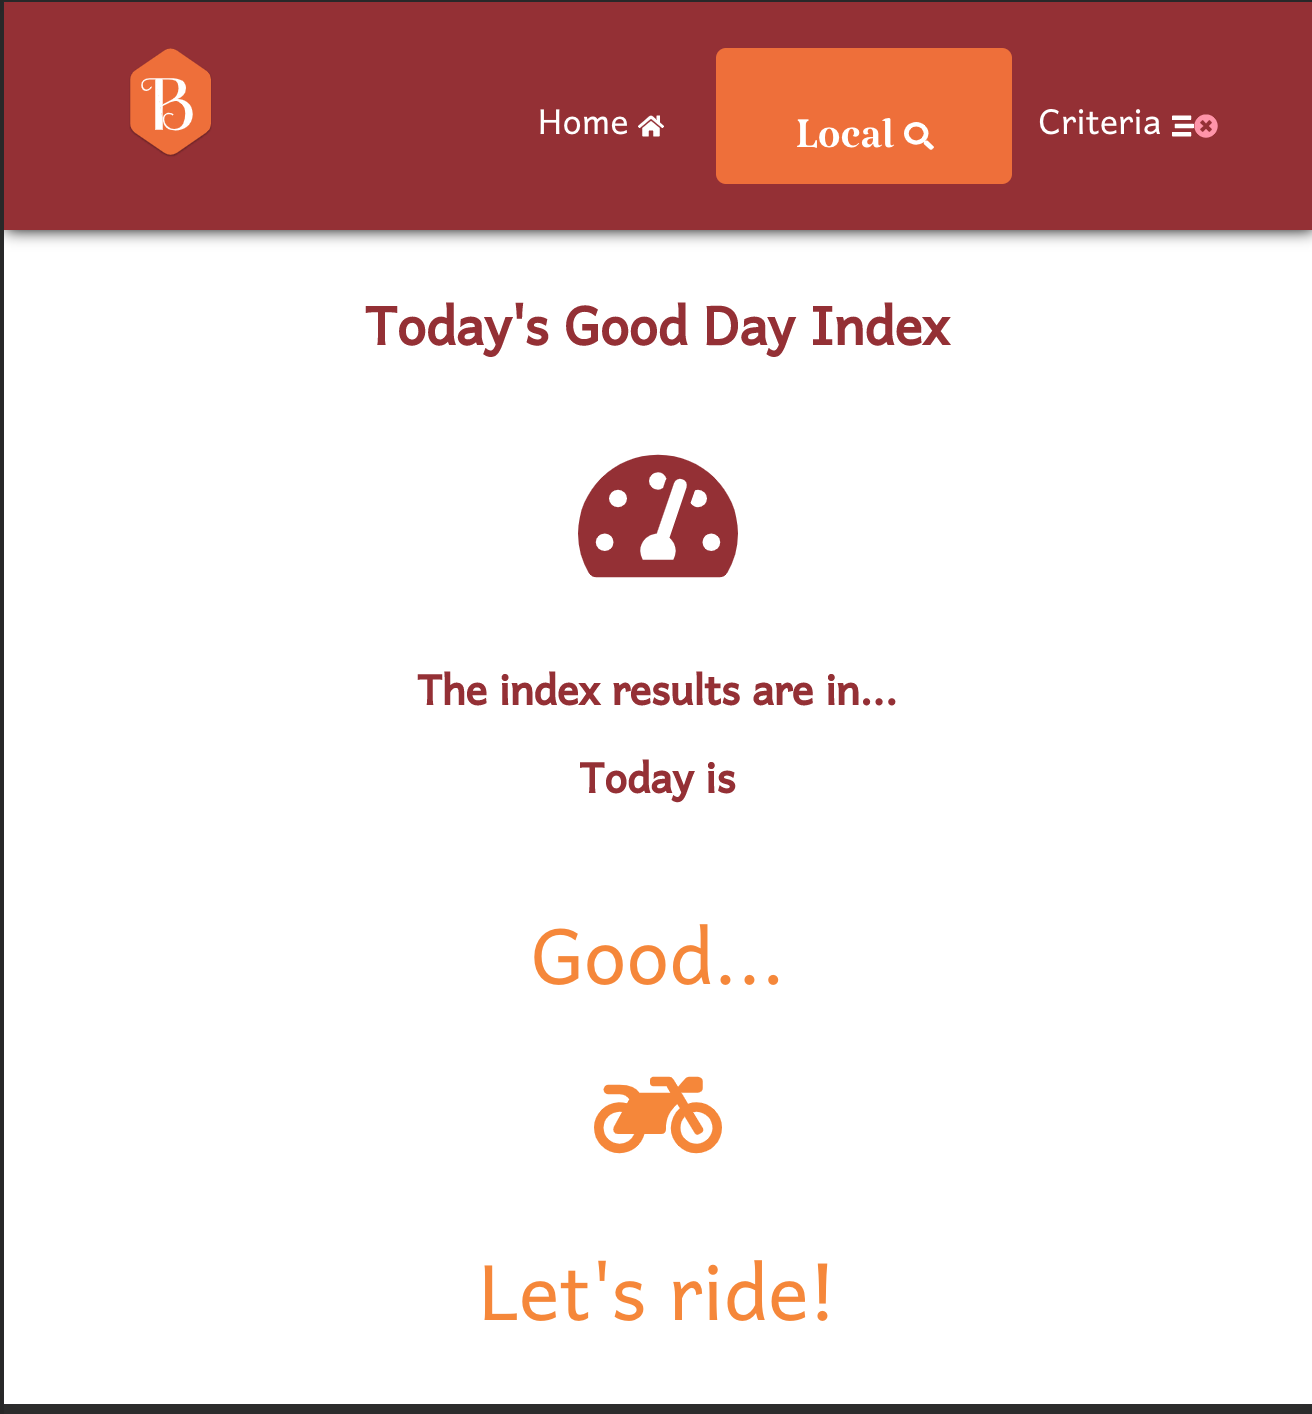 B
Home
Local
Criteria
Today's Good Day Index
The index results are in...
Today is
Good...
Let's ride!